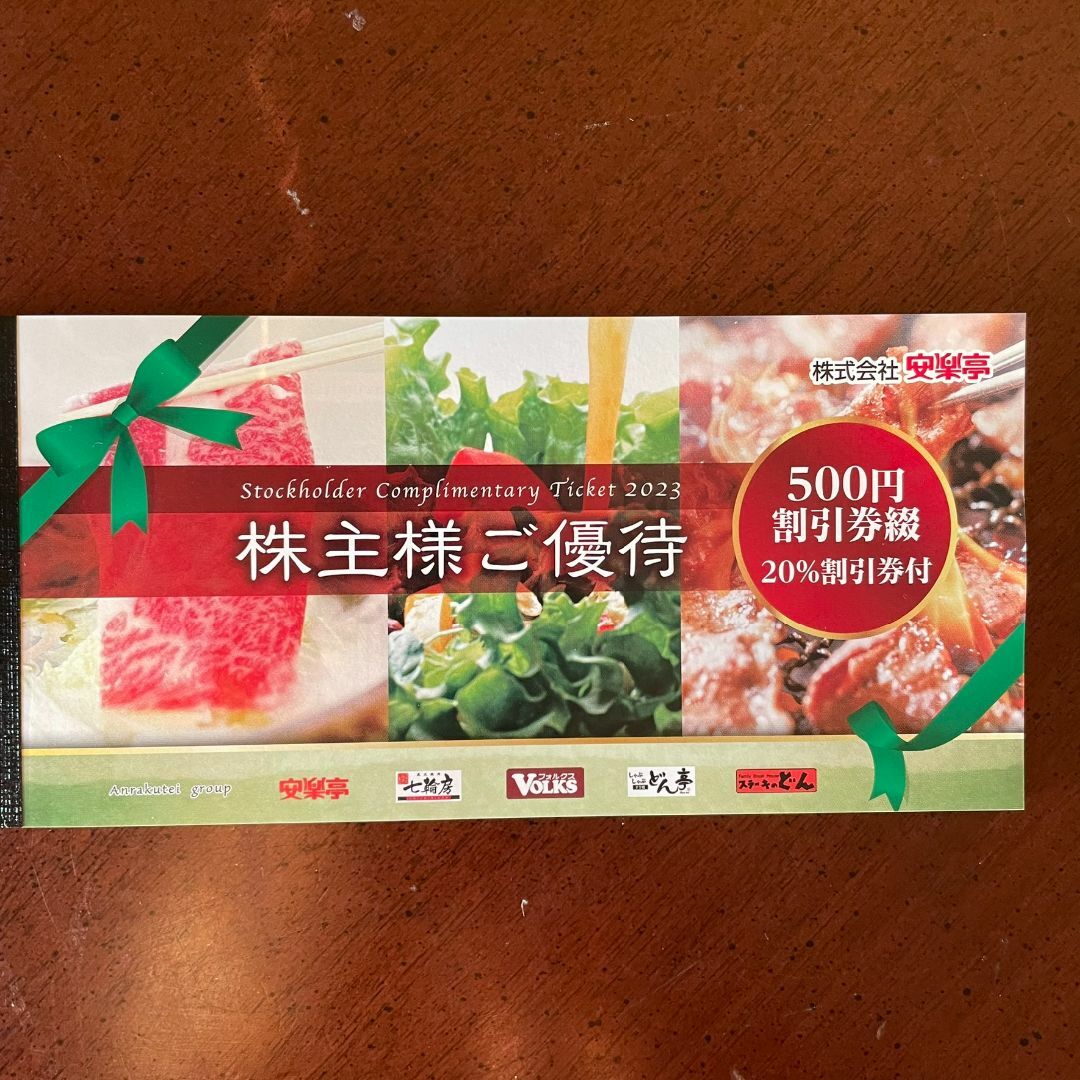 株式会社 安楽亭
Stockholder Complimentary Ticket 2023
株主様ご優待
500円
割引券綴
20%割引券付
Anrakutei group
安楽亭
七輪房
フォルクス
VOLKS
しゃぶ
しゃぶ
どん亭
Family Steak House
ステーキのどん